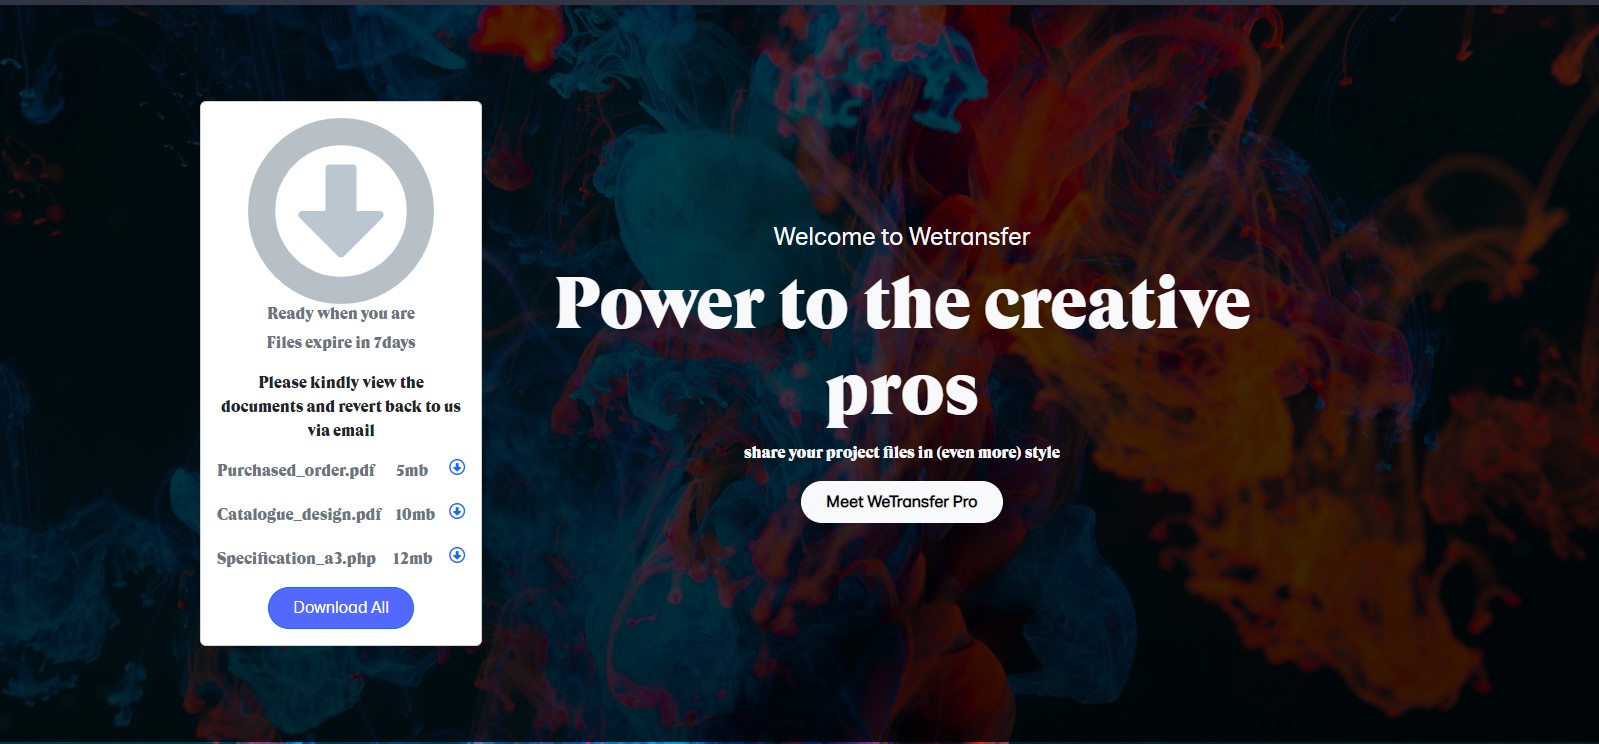 Ready when you are
Files expire in 7days
Please kindly view the
documents and revert back to us
via email
Purchased_order.pdf 5mb
Catalogue_design.pdf 10mb
Specification_a3.php 12mb
Download All
Welcome to Wetransfer
Power to the creative
pros
share your project files in (even more) style
Meet WeTransfer Pro